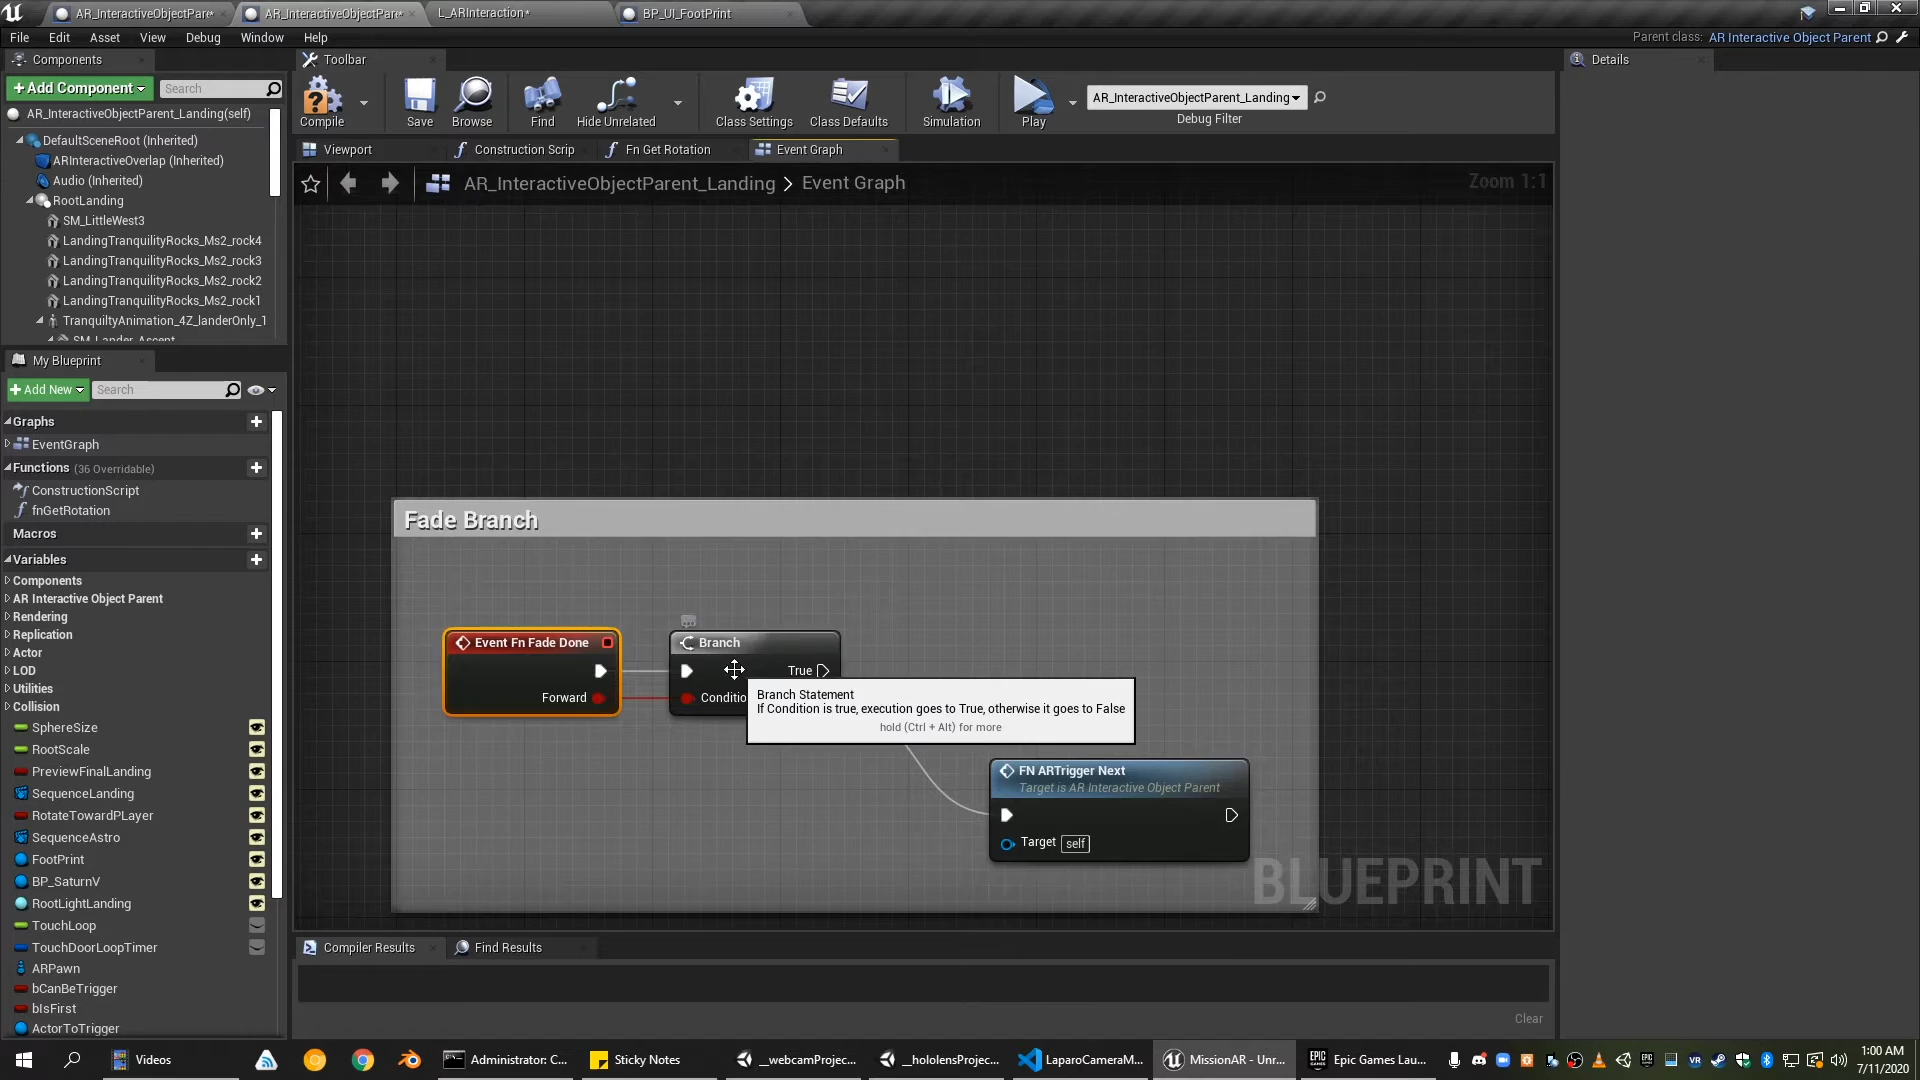 AR_InteractiveObjectPare*
AR_InteractiveObjectPare*
L_ARInteraction*
BP_UI_FootPrint
File Edit Asset View Debug Window Help
Parent class: AR Interactive Object Parent
Components
+Add Component
Search
AR_InteractiveObjectParent_Landing(self)
DefaultSceneRoot (Inherited)
ARInteractiveOverlap (Inherited)
Audio (Inherited)
RootLanding
SM_LittleWest3
LandingTranquilityRocks_Ms2_rock4
LandingTranquilityRocks_Ms2_rock3
LandingTranquilityRocks_Ms2_rock2
LandingTranquilityRocks_Ms2_rock1
TranquiltyAnimation_4Z_landerOnly_1
SM_Lander_Ascent
My Blueprint
+Add New
Search
Graphs
EventGraph
Functions (36 Overridable)
ConstructionScript
fnGetRotation
Macros
Variables
Components
AR Interactive Object Parent
Rendering
Replication
Actor
LOD
Utilities
Collision
SphereSize
RootScale
PreviewFinalLanding
SequenceLanding
RotateTowardPLayer
SequenceAstro
FootPrint
BP_SaturnV
RootLightLanding
TouchLoop
TouchDoorLoopTimer
ARPawn
bCanBeTrigger
bIsFirst
ActorToTrigger
Toolbar
Compile
Save
Browse
Find
Hide Unrelated
Class Settings
Class Defaults
Simulation
Play
AR_InteractiveObjectParent_Landing
Debug Filter
Viewport
Construction Scrip
Fn Get Rotation
Event Graph
AR_InteractiveObjectParent_Landing > Event Graph
Zoom 1:1
Fade Branch
Event Fn Fade Done
Forward
Branch
True
Conditio
Branch Statement
If Condition is true, execution goes to True, otherwise it goes to False
hold (Ctrl + Alt) for more
FN ARTrigger Next
Target is AR Interactive Object Parent
Target self
BLUEPRINT
Compiler Results
Find Results
Clear
Details
Videos
Administrator: C...
Sticky Notes
__webcamProjec...
__hololensProjec...
LaparoCameraM...
MissionAR - Unr...
Epic Games Lau...
1:00 AM
7/11/2020